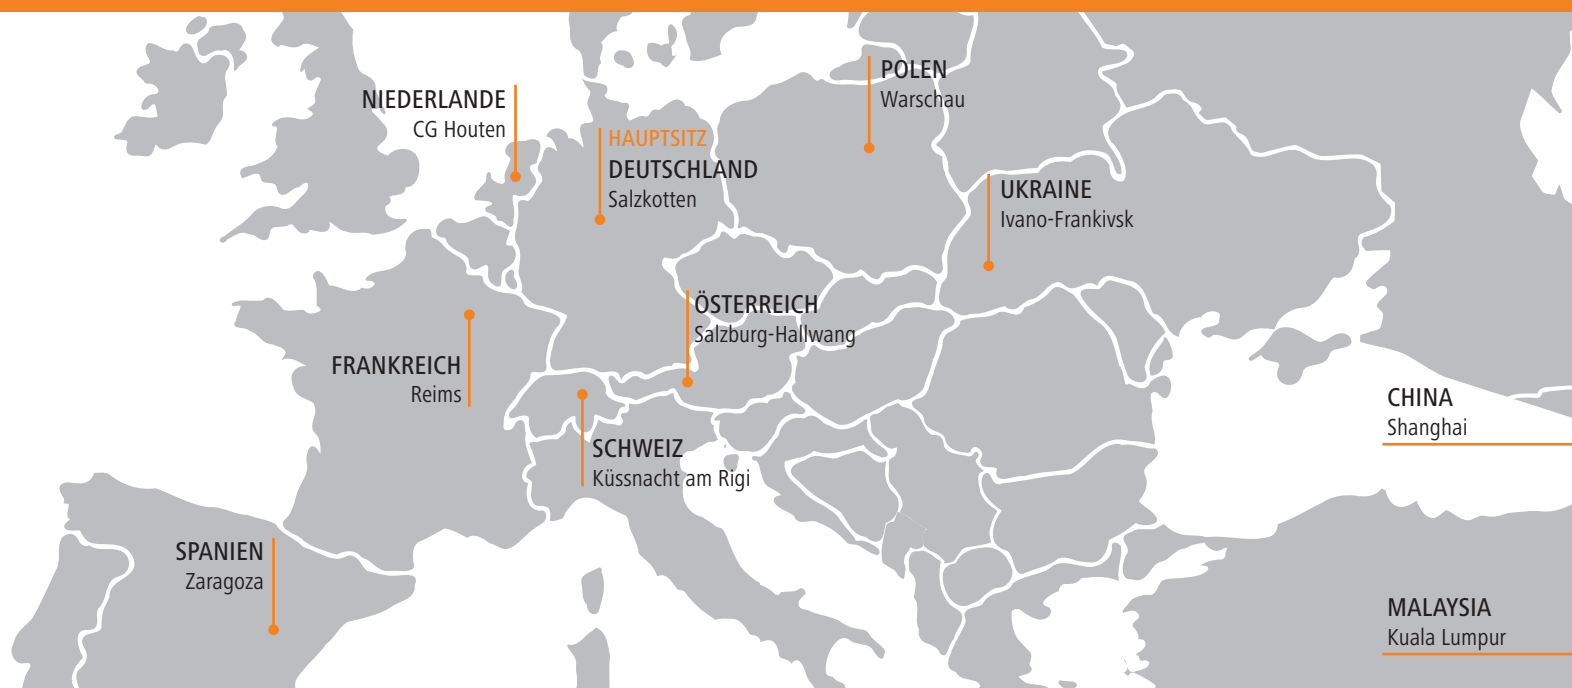 POLEN
Warschau
NIEDERLANDE
CG Houten
HAUPTSITZ
DEUTSCHLAND
Salzkotten
UKRAINE
Ivano-Frankivsk
ÖSTERREICH
Salzburg-Hallwang
FRANKREICH
Reims
CHINA
Shanghai
SCHWEIZ
Küssnacht am Rigi
SPANIEN
Zaragoza
MALAYSIA
Kuala Lumpur